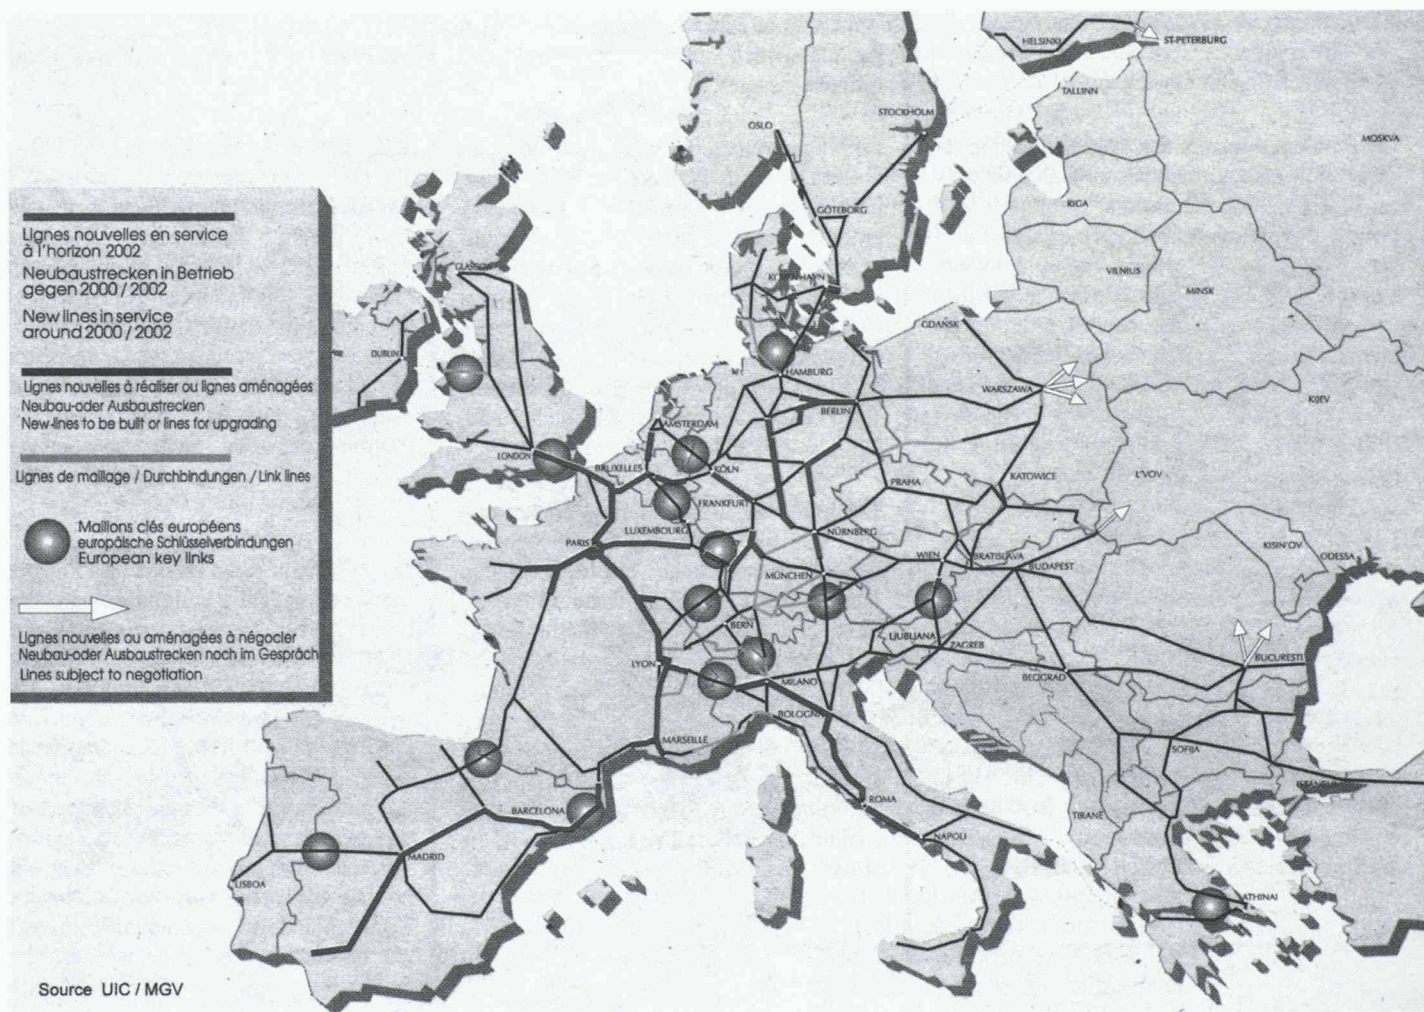 Lignes nouvelles en service
à l'horizon 2002
Neubaustrecken in Betrieb
gegen 2000 / 2002
New lines in service
around 2000 / 2002
Lignes nouvelles à réaliser ou lignes aménagées
Neubau-oder Ausbaustrecken
New-lines to be built or lines for upgrading
Lignes de maillage / Durchbindungen / Link lines
Maillons clés européens
europäische Schlüsselverbindungen
European key links
Lignes nouvelles ou aménagées à négocier
Neubau-oder Ausbaustrecken noch im Gespräch
Lines subject to negotiation
HELSINKI
ST-PETERBURG
TALLINN
STOCKHOLM
OSLO
MOSKVA
RIGA
GÖTEBORG
GLASGOW
KOBENHAVN
VILNIUS
MINSK
GDANSK
DUBLIN
HAMBURG
WARSZAWA
KIJEV
BERLIN
AMSTERDAM
LONDON
BRUXELLES
KÖLN
L'VOV
KATOWICE
PRAHA
FRANKFURT
LUXEMBOURG
NÜRNBERG
PARIS
KISIN'OV
ODESSA
WIEN
BRATISLAVA
BUDAPEST
MÜNCHEN
BERN
LJUBLJANA
ZAGREB
BUCURESTI
LYON
MILANO
BEOGRAD
BOLOGNA
MARSEILLE
SOFIJA
ISTANBUL
BARCELONA
ROMA
TIRANE
NAPOLI
MADRID
LISBOA
ATHINAI
Source UIC / MGV